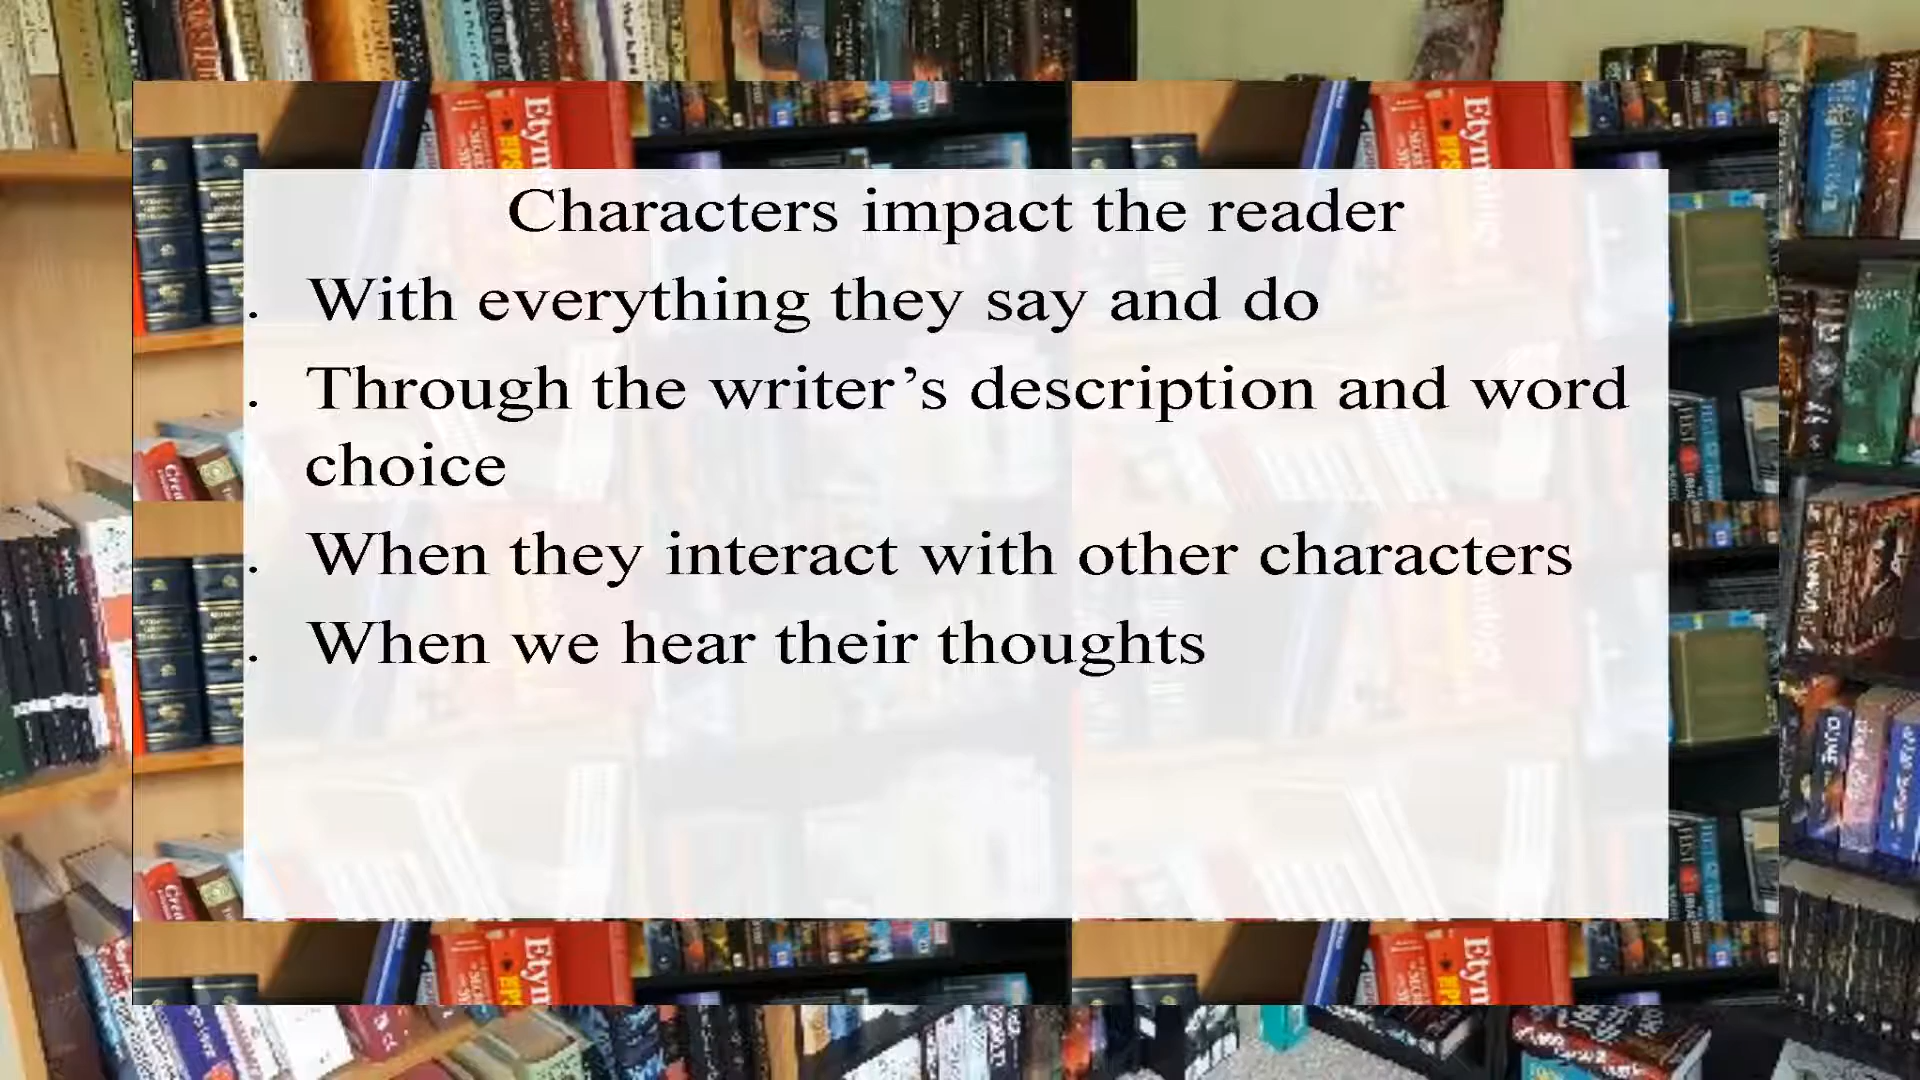 Characters impact the reader
. With everything they say and do
. Through the writer’s description and word
choice
. When they interact with other characters
. When we hear their thoughts